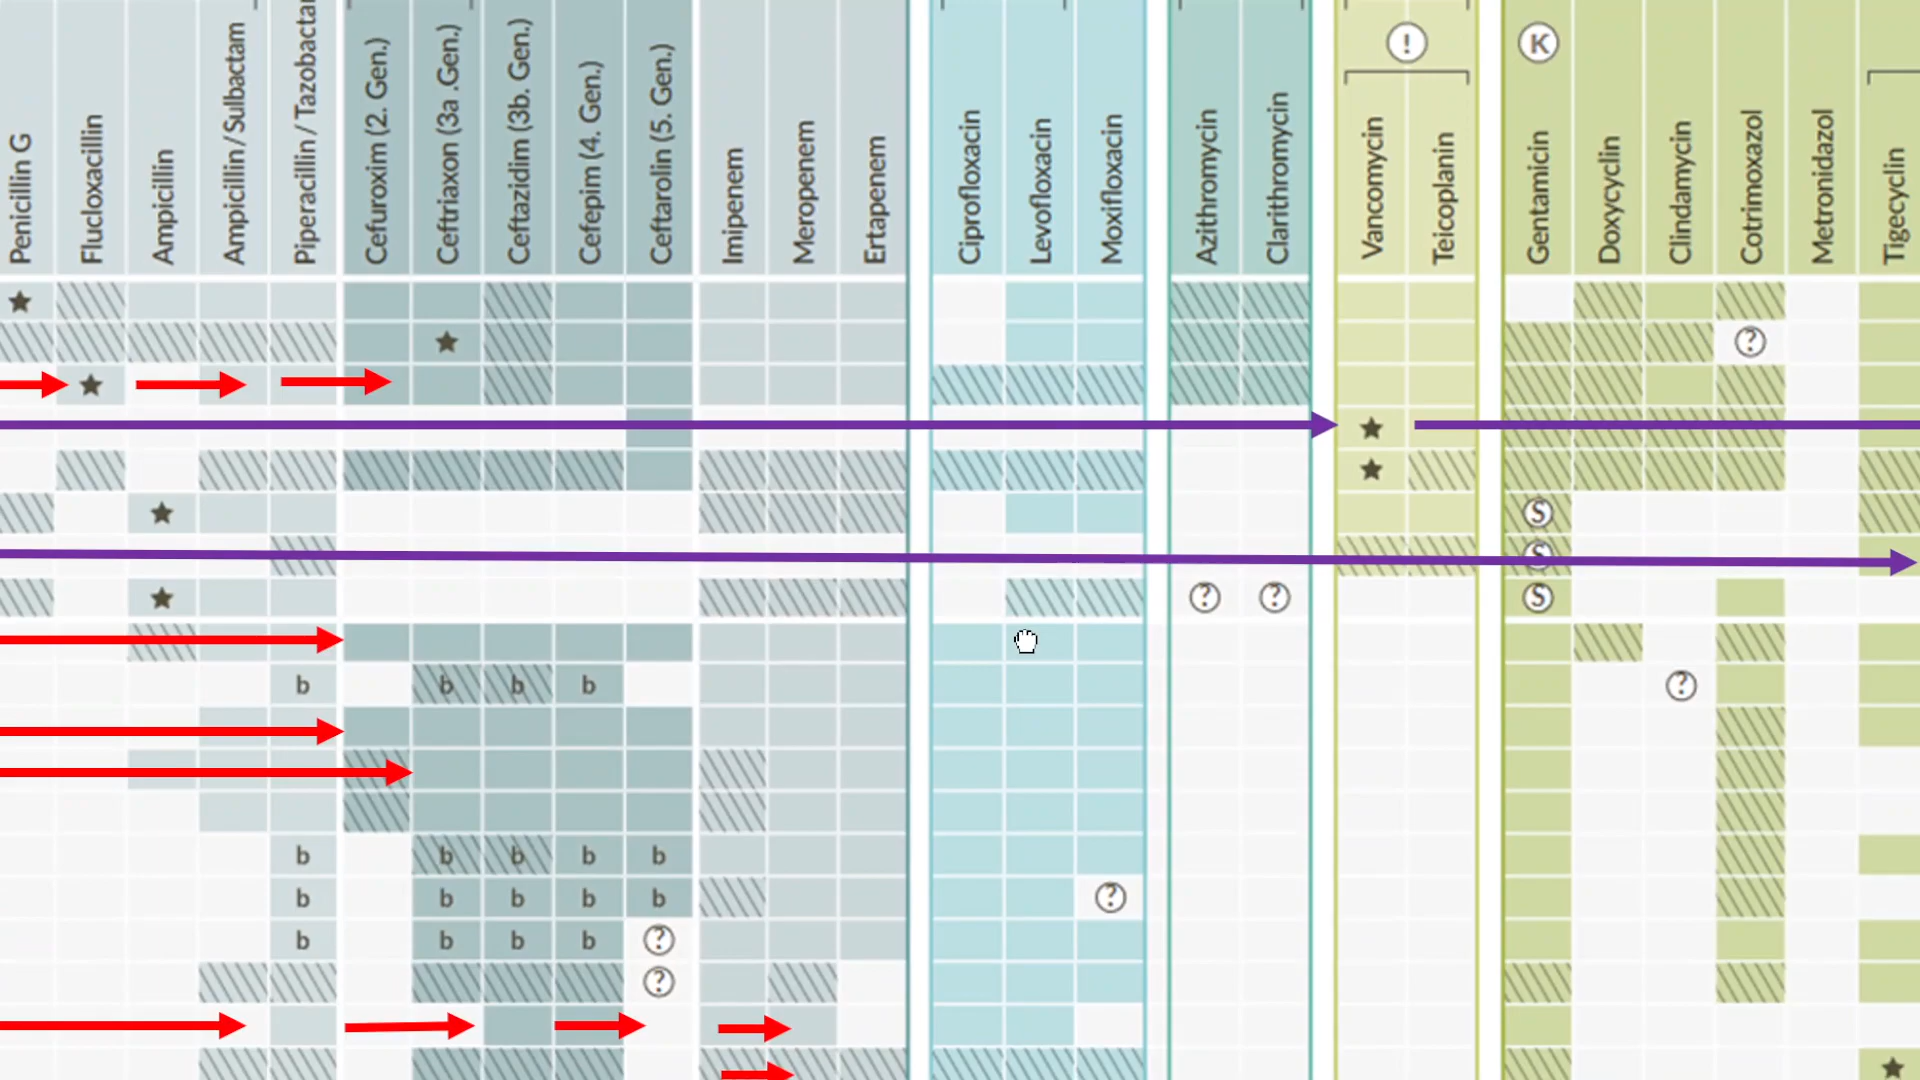 Penicillin G
Flucloxacillin
Ampicillin
Ampicillin / Sulbactam
Piperacillin / Tazobactar
Cefuroxim (2. Gen.)
Ceftriaxon (3a .Gen.)
Ceftazidim (3b. Gen.)
Cefepim (4. Gen.)
Ceftarolin (5. Gen.)
Imipenem
Meropenem
Ertapenem
Ciprofloxacin
Levofloxacin
Moxifloxacin
Azithromycin
Clarithromycin
!
Vancomycin
Teicoplanin
K
Gentamicin
Doxycyclin
Clindamycin
Cotrimoxazol
Metronidazol
Tigecyclin
?
S
S
? ? S
b b b b ?
b b b b b
b b b b b ?
b b b b ?
?